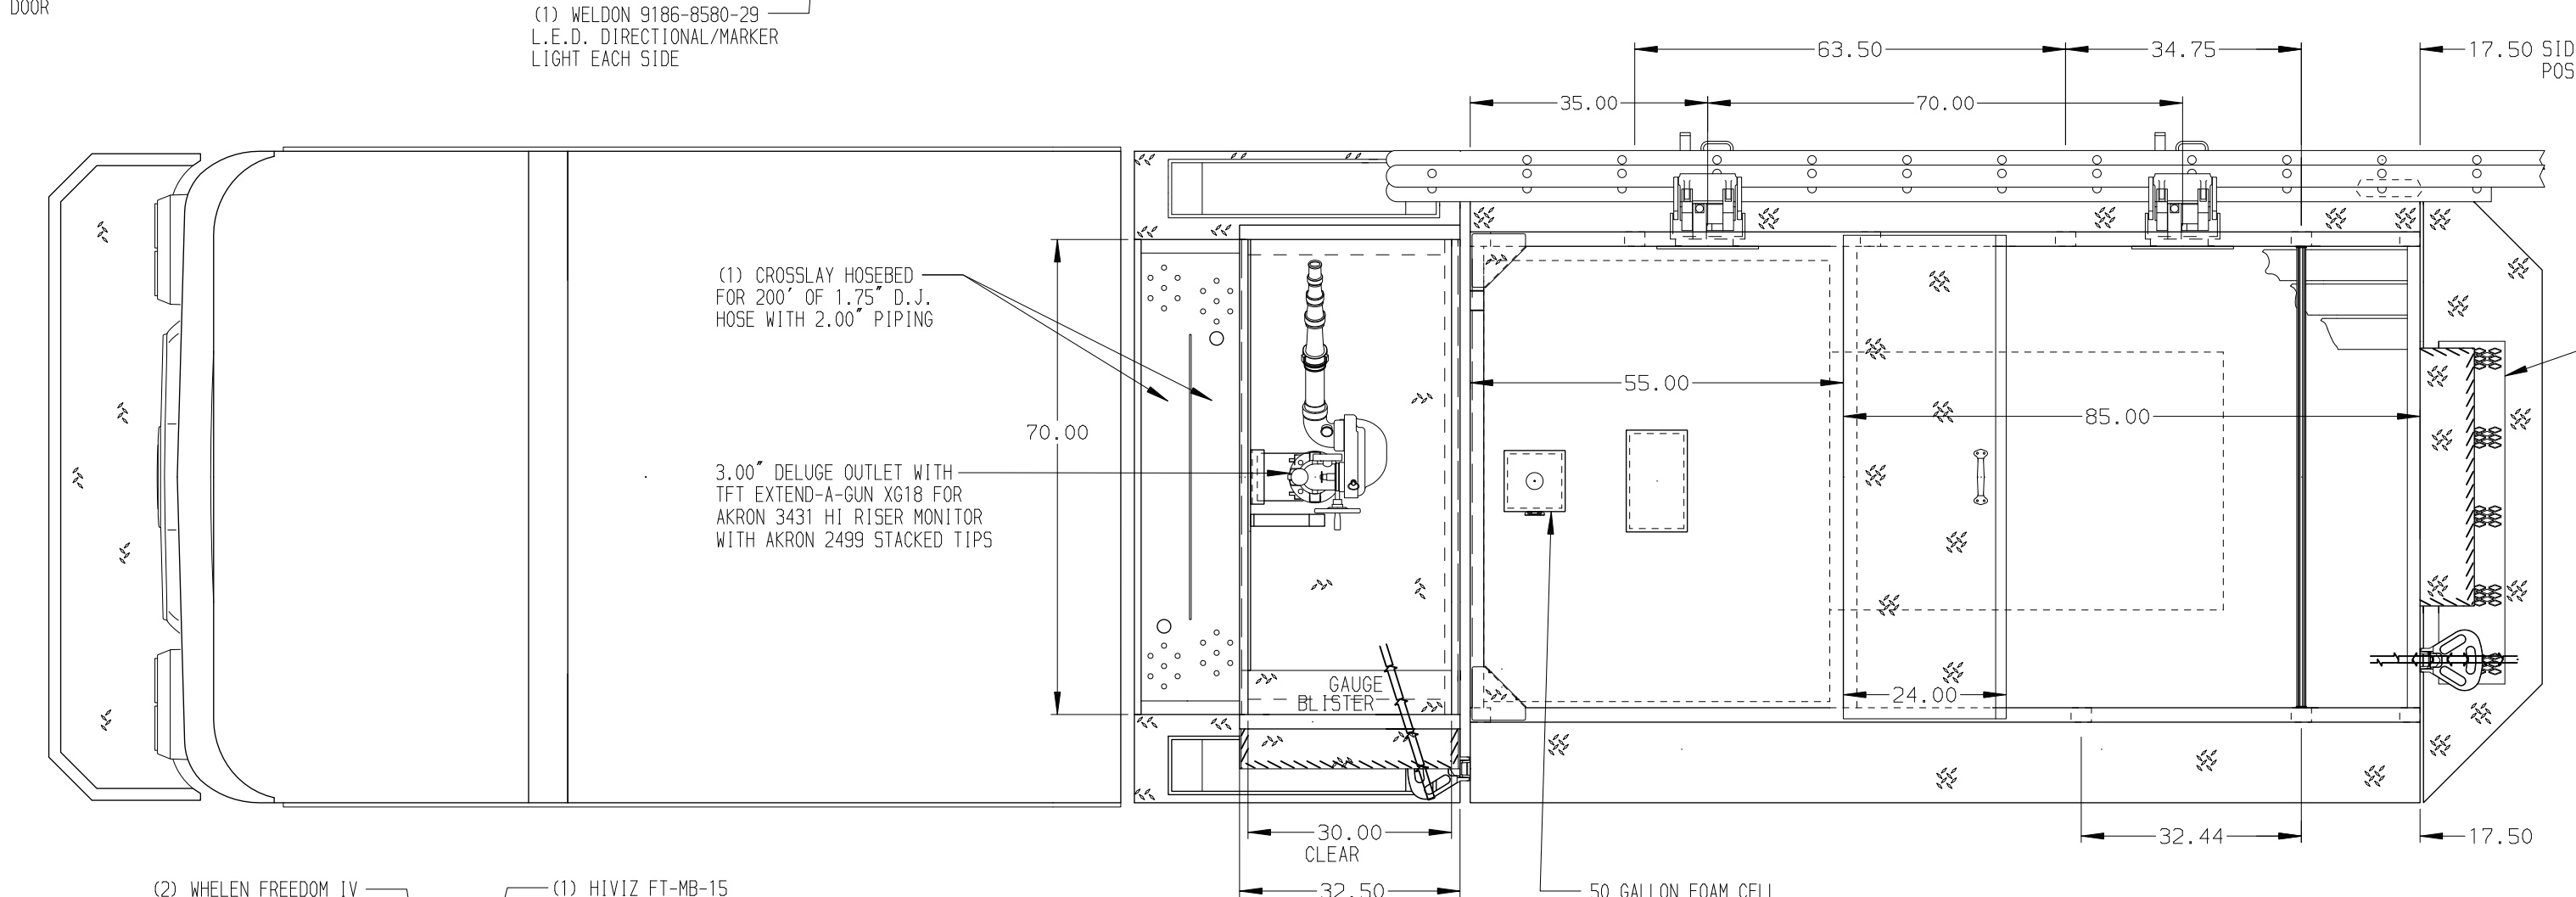 DOOR
(1) WELDON 9186-8580-29
L.E.D. DIRECTIONAL/MARKER
LIGHT EACH SIDE
63.50
34.75
17.50 SID
POS
35.00
70.00
(1) CROSSLAY HOSEBED
FOR 200' OF 1.75" D.J.
HOSE WITH 2.00" PIPING
55.00
85.00
70.00
3.00" DELUGE OUTLET WITH
TFT EXTEND-A-GUN XG18 FOR
AKRON 3431 HI RISER MONITOR
WITH AKRON 2499 STACKED TIPS
GAUGE
BLISTER
24.00
30.00
CLEAR
32.44
17.50
(2) WHELEN FREEDOM IV
(1) HIVIZ FT-MB-15
32.50
50 GALLON FOAM CELL